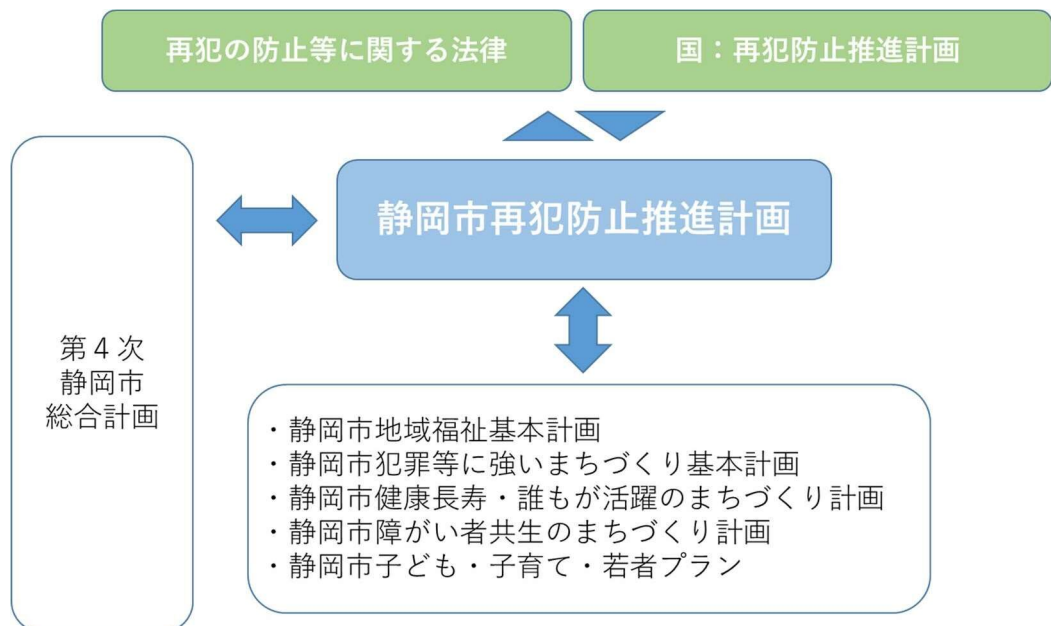 再犯の防止等に関する法律
国：再犯防止推進計画
静岡市再犯防止推進計画
第４次
静岡市
総合計画
・静岡市地域福祉基本計画
・静岡市犯罪等に強いまちづくり基本計画
・静岡市健康長寿・誰もが活躍のまちづくり計画
・静岡市障がい者共生のまちづくり計画
・静岡市子ども・子育て・若者プラン